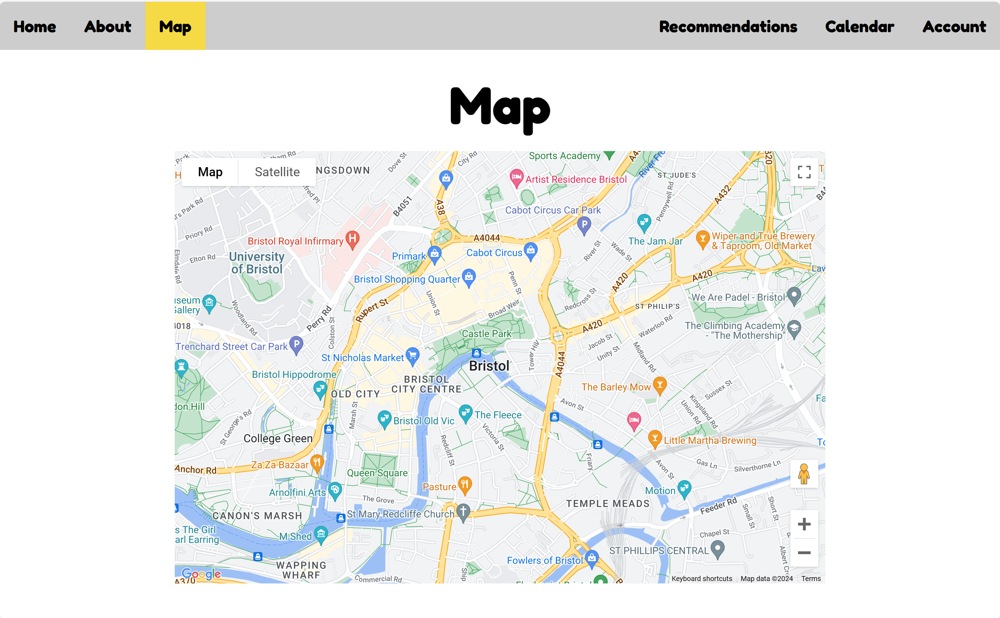 Home
About
Map
Recommendations
Calendar
Account
Map
Map
Satellite
NGSDOWN
Dove St
City Rd
Sports Academy
River Fro
ST JUDE'S
Artist Residence Bristol
A38
B4051
A432
Pennywell Rd
Cabot Circus Car Park
P
Priory Rd
Elton Rd
Elmdale Rd
Bristol Royal Infirmary
H
A4044
The Jam Jar
Wiper and True Brewery
& Taproom, Old Market
University
of Bristol
Primark
Cabot Circus
River St
Wade St
Bristol Shopping Quarter
Penn St
Union St
A420
A420
Law
Redcross St
We Are Padel - Bristol
ST PHILIP'S
Rupert St
Broad Weir
useum
Gallery
Woodland Rd
Perry Rd
Colston St
4018
A420
Waterloo Rd
The Climbing Academy
- "The Mothership"
Castle Park
Jacob St
Unity St
Midland Rd
Trenchard Street Car Park
P
St Nicholas Market
Tower Hill
Bristol
A4044
Bristol Hippodrome
BRISTOL
CITY CENTRE
OLD CITY
The Barley Mow
Sussex St
Kingsland Rd
Union Rd
Avon St
Fa
don Hill
St George's Rd
Marsh St
Bristol Old Vic
The Fleece
Victoria St
College Green
Redcliff St
Little Martha Brewing
Friary
Gas Ln
Silverthorne Ln
Avon St
Anchor Rd
Za Za Bazaar
Queen Square
Pasture
Arnolfini Arts
The Grove
Motion
TEMPLE MEADS
Feeder Rd
Small St
Short St
CANON'S MARSH
St Mary Redcliffe Church
s The Girl
arl Earring
M Shed
Chapel St
ST PHILLIPS CENTRAL
Albert Cre
Fowlers of Bristol
WAPPING
WHARF
Ship
Commercial Rd
Google
A370
Keyboard shortcuts
Map data ©2024
Terms